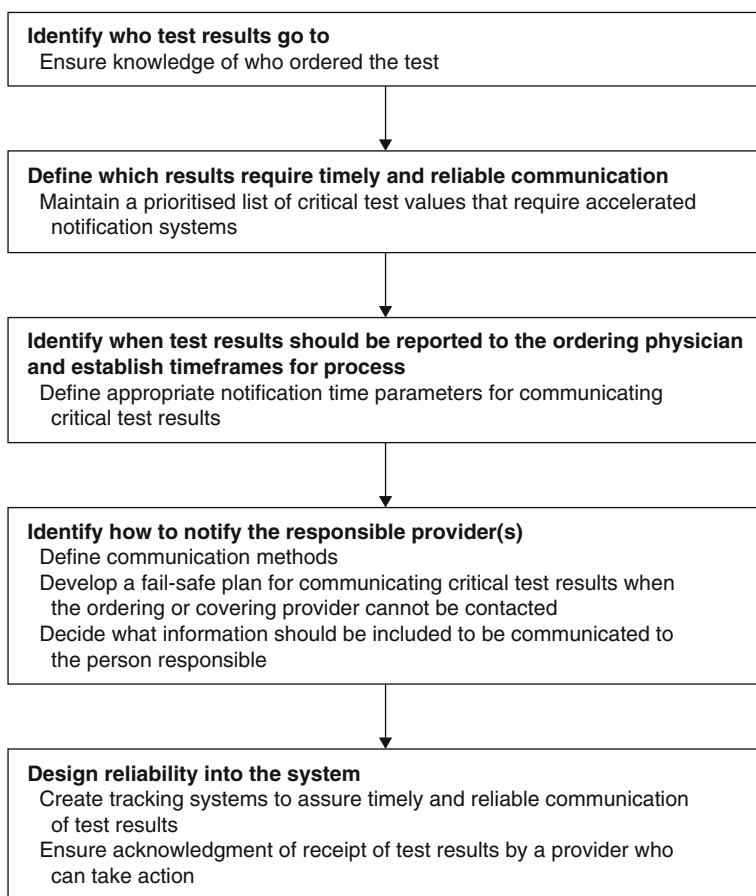 Identify who test results go to
Ensure knowledge of who ordered the test
Define which results require timely and reliable communication
Maintain a prioritised list of critical test values that require accelerated
notification systems
Identify when test results should be reported to the ordering physician
and establish timeframes for process
Define appropriate notification time parameters for communicating
critical test results
Identify how to notify the responsible provider(s)
Define communication methods
Develop a fail-safe plan for communicating critical test results when
the ordering or covering provider cannot be contacted
Decide what information should be included to be communicated to
the person responsible
Design reliability into the system
Create tracking systems to assure timely and reliable communication
of test results
Ensure acknowledgment of receipt of test results by a provider who
can take action